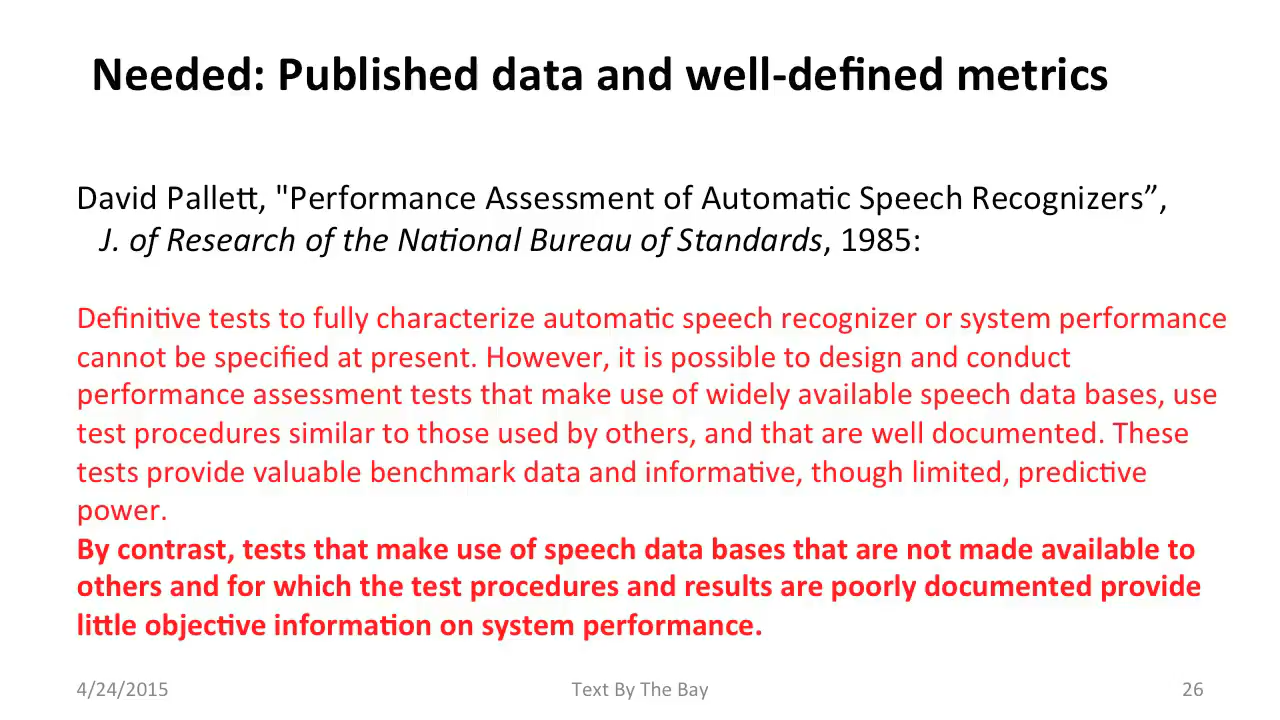 Needed: Published data and well-defined metrics
David Pallett, "Performance Assessment of Automatic Speech Recognizers”,
J. of Research of the National Bureau of Standards, 1985:
Definitive tests to fully characterize automatic speech recognizer or system performance
cannot be specified at present. However, it is possible to design and conduct
performance assessment tests that make use of widely available speech data bases, use
test procedures similar to those used by others, and that are well documented. These
tests provide valuable benchmark data and informative, though limited, predictive
power.
By contrast, tests that make use of speech data bases that are not made available to
others and for which the test procedures and results are poorly documented provide
little objective information on system performance.
4/24/2015
Text By The Bay
26